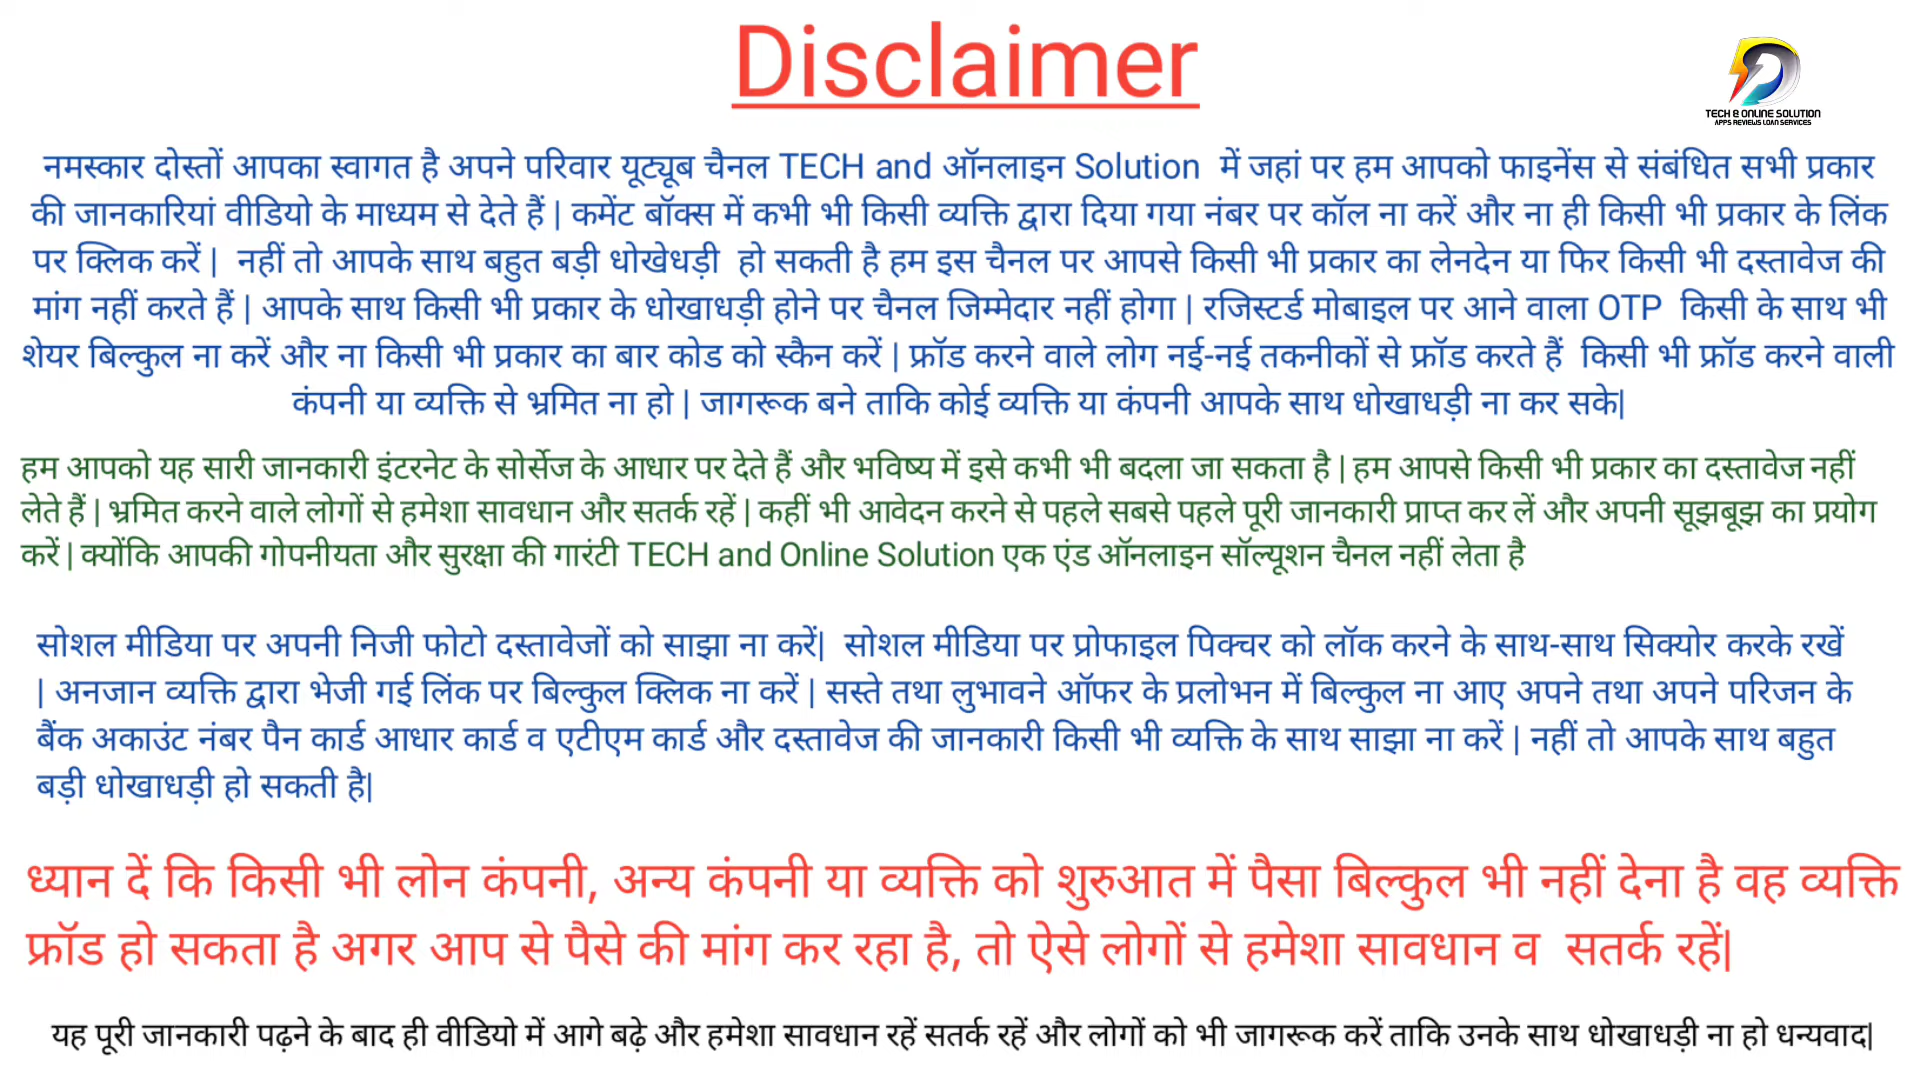 Disclaimer
TECH & ONLINE SOLUTION
APPS REVIEWS LOAN SERVICES
नमस्कार दोस्तों आपका स्वागत है अपने परिवार यूट्यूब चैनल TECH and ऑनलाइन Solution में जहां पर हम आपको फाइनेंस से संबंधित सभी प्रकार
की जानकारियां वीडियो के माध्यम से देते हैं | कमेंट बॉक्स में कभी भी किसी व्यक्ति द्वारा दिया गया नंबर पर कॉल ना करें और ना ही किसी भी प्रकार के लिंक
पर क्लिक करें | नहीं तो आपके साथ बहुत बड़ी धोखेधड़ी हो सकती है हम इस चैनल पर आपसे किसी भी प्रकार का लेनदेन या फिर किसी भी दस्तावेज की
मांग नहीं करते हैं | आपके साथ किसी भी प्रकार के धोखाधड़ी होने पर चैनल जिम्मेदार नहीं होगा | रजिस्टर्ड मोबाइल पर आने वाला OTP किसी के साथ भी
शेयर बिल्कुल ना करें और ना किसी भी प्रकार का बार कोड को स्कैन करें | फ्रॉड करने वाले लोग नई-नई तकनीकों से फ्रॉड करते हैं किसी भी फ्रॉड करने वाली
कंपनी या व्यक्ति से भ्रमित ना हो | जागरूक बने ताकि कोई व्यक्ति या कंपनी आपके साथ धोखाधड़ी ना कर सके|
हम आपको यह सारी जानकारी इंटरनेट के सोर्सेज के आधार पर देते हैं और भविष्य में इसे कभी भी बदला जा सकता है | हम आपसे किसी भी प्रकार का दस्तावेज नहीं
लेते हैं | भ्रमित करने वाले लोगों से हमेशा सावधान और सतर्क रहें | कहीं भी आवेदन करने से पहले सबसे पहले पूरी जानकारी प्राप्त कर लें और अपनी सूझबूझ का प्रयोग
करें | क्योंकि आपकी गोपनीयता और सुरक्षा की गारंटी TECH and Online Solution एक एंड ऑनलाइन सॉल्यूशन चैनल नहीं लेता है
सोशल मीडिया पर अपनी निजी फोटो दस्तावेजों को साझा ना करें| सोशल मीडिया पर प्रोफाइल पिक्चर को लॉक करने के साथ-साथ सिक्योर करके रखें
| अनजान व्यक्ति द्वारा भेजी गई लिंक पर बिल्कुल क्लिक ना करें | सस्ते तथा लुभावने ऑफर के प्रलोभन में बिल्कुल ना आए अपने तथा अपने परिजन के
बैंक अकाउंट नंबर पैन कार्ड आधार कार्ड व एटीएम कार्ड और दस्तावेज की जानकारी किसी भी व्यक्ति के साथ साझा ना करें | नहीं तो आपके साथ बहुत
बड़ी धोखाधड़ी हो सकती है|
ध्यान दें कि किसी भी लोन कंपनी, अन्य कंपनी या व्यक्ति को शुरुआत में पैसा बिल्कुल भी नहीं देना है वह व्यक्ति
फ्रॉड हो सकता है अगर आप से पैसे की मांग कर रहा है, तो ऐसे लोगों से हमेशा सावधान व सतर्क रहें|
यह पूरी जानकारी पढ़ने के बाद ही वीडियो में आगे बढ़े और हमेशा सावधान रहें सतर्क रहें और लोगों को भी जागरूक करें ताकि उनके साथ धोखाधड़ी ना हो धन्यवाद|